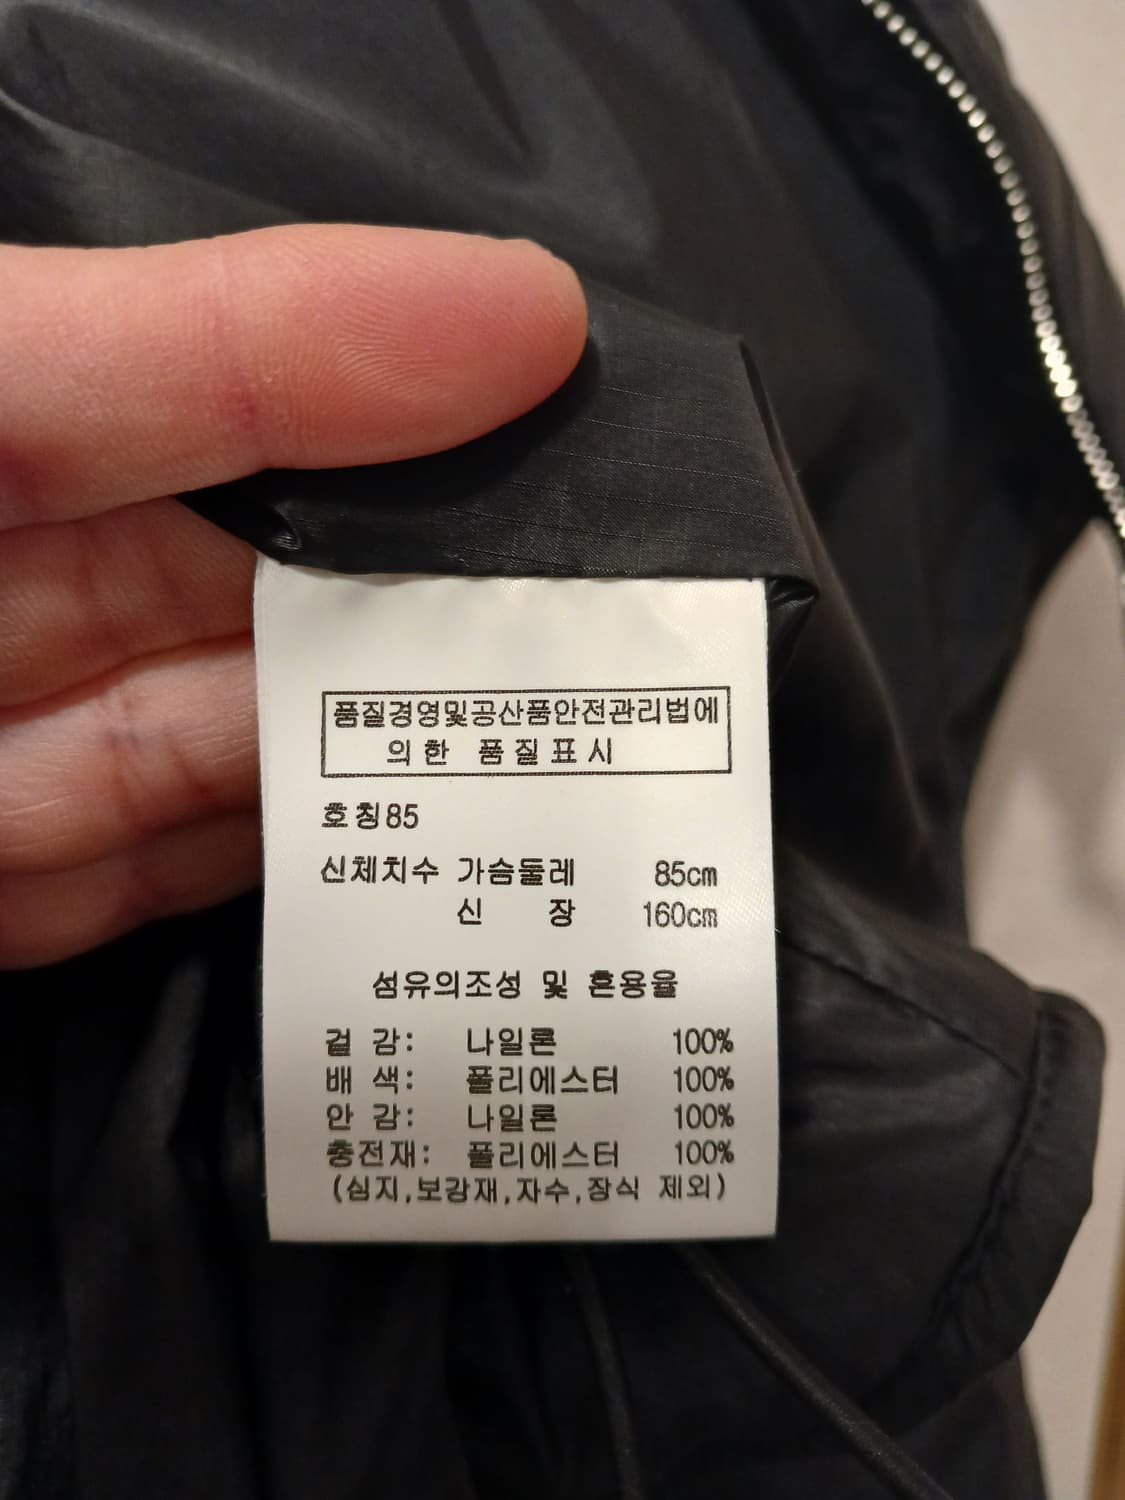 품질경영및공산품안전관리법에
의한 품질표시
호칭85
신체치수 가슴둘레 85cm
신 장 160cm
섬유의조성 및 혼용율
겉 감: 나일론 100%
배 색: 폴리에스터 100%
안 감: 나일론 100%
충전재: 폴리에스터 100%
(심지,보강재,자수,장식 제외)